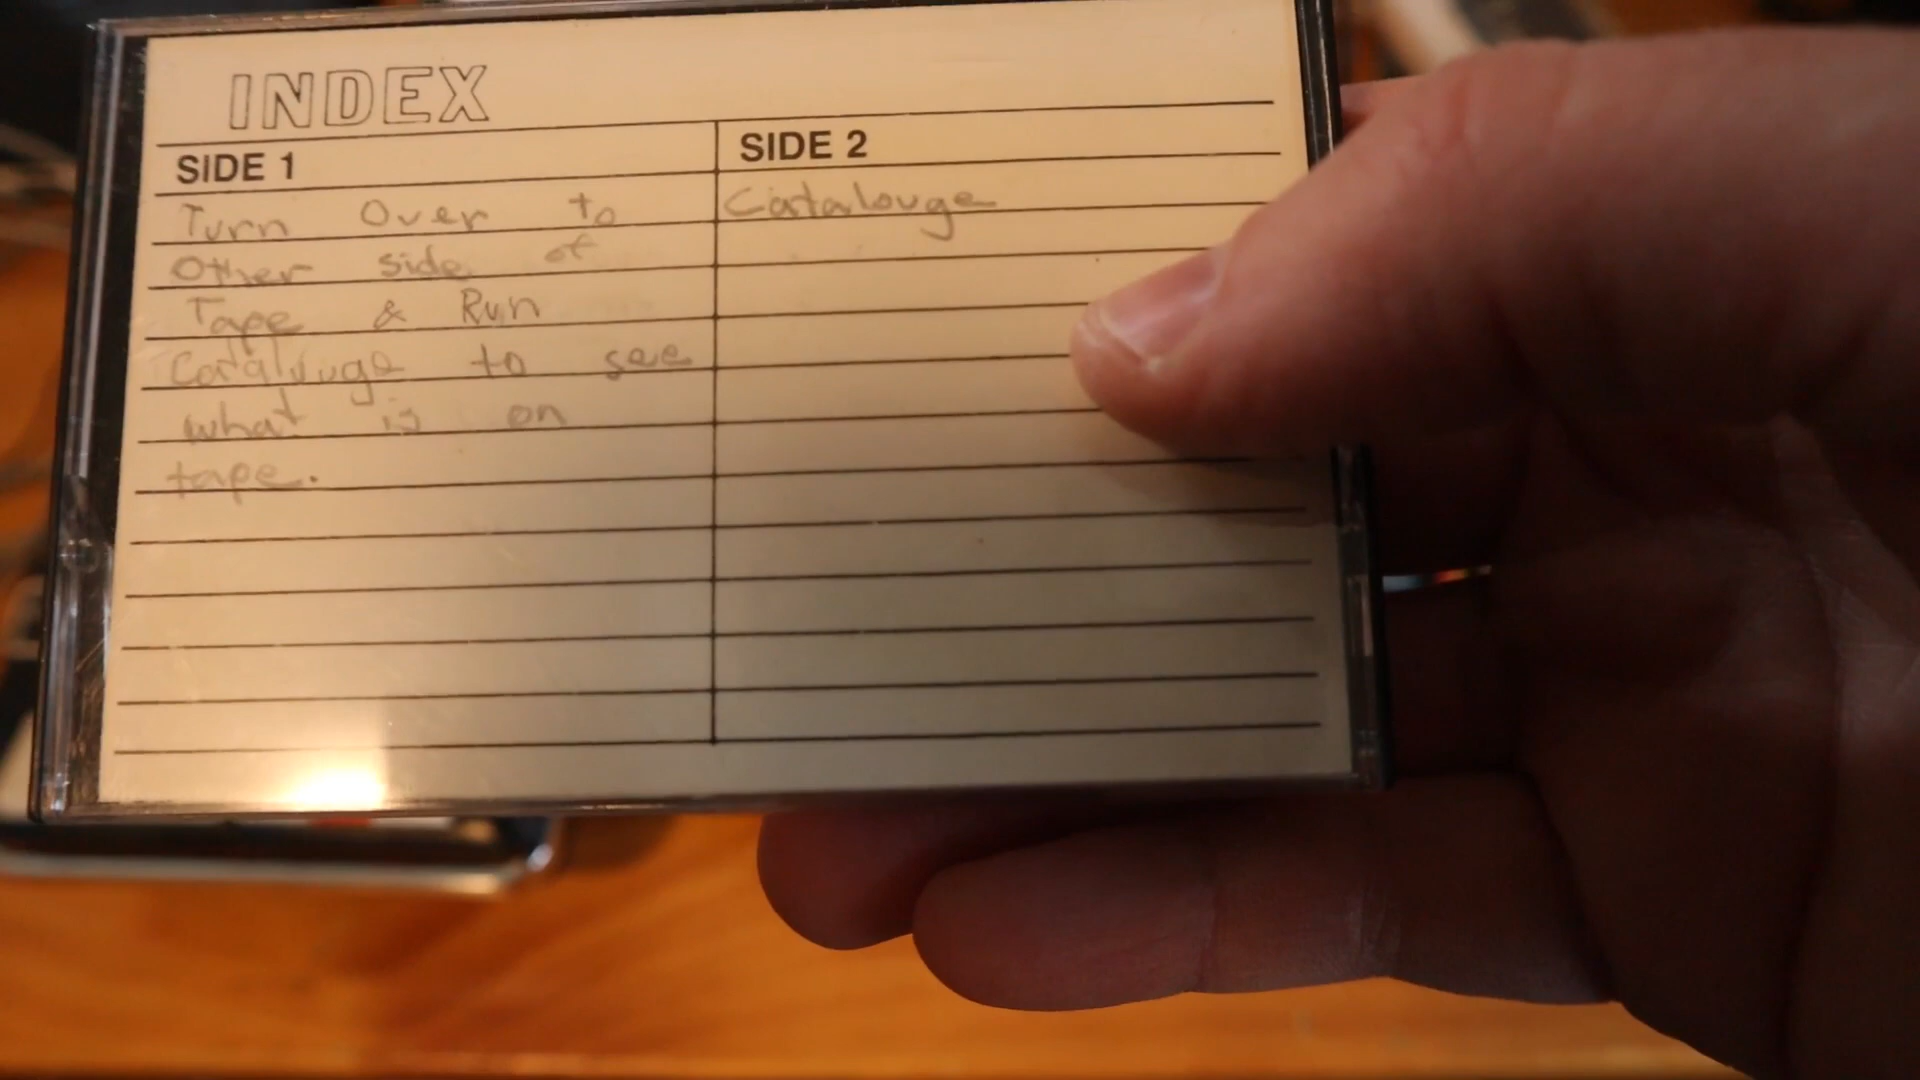 INDEX
SIDE 1
Turn Over to
Other side of
Tape & Run
Catalouge to see
what is on
tape.
SIDE 2
Catalouge